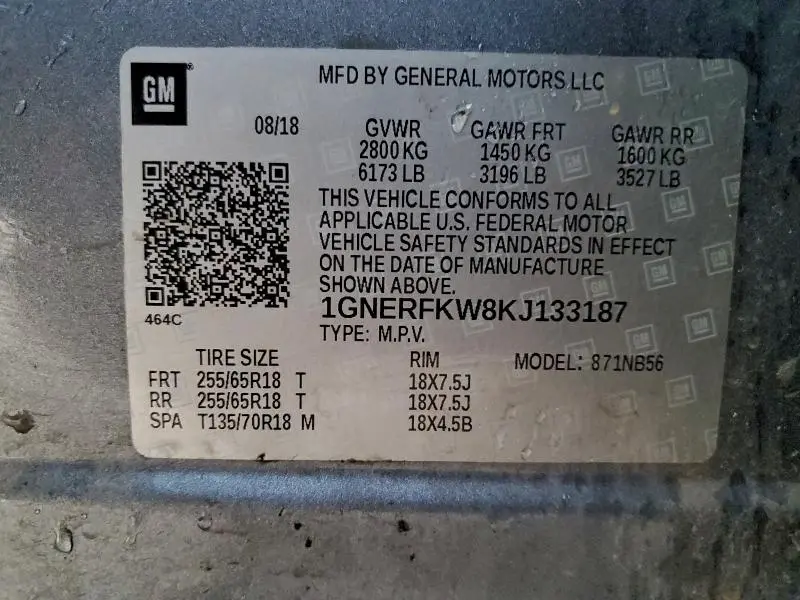 GM
MFD BY GENERAL MOTORS LLC
08/18 GVWR GAWR FRT GAWR RR
2800 KG 1450 KG 1600 KG
6173 LB 3196 LB 3527 LB
THIS VEHICLE CONFORMS TO ALL
APPLICABLE U.S. FEDERAL MOTOR
VEHICLE SAFETY STANDARDS IN EFFECT
ON THE DATE OF MANUFACTURE
SHOWN ABOVE.
464C
1GNERFKW8KJ133187
TYPE: M.P.V.
TIRE SIZE RIM MODEL: 871NB56
FRT 255/65R18 T 18X7.5J
RR 255/65R18 T 18X7.5J
SPA T135/70R18 M 18X4.5B